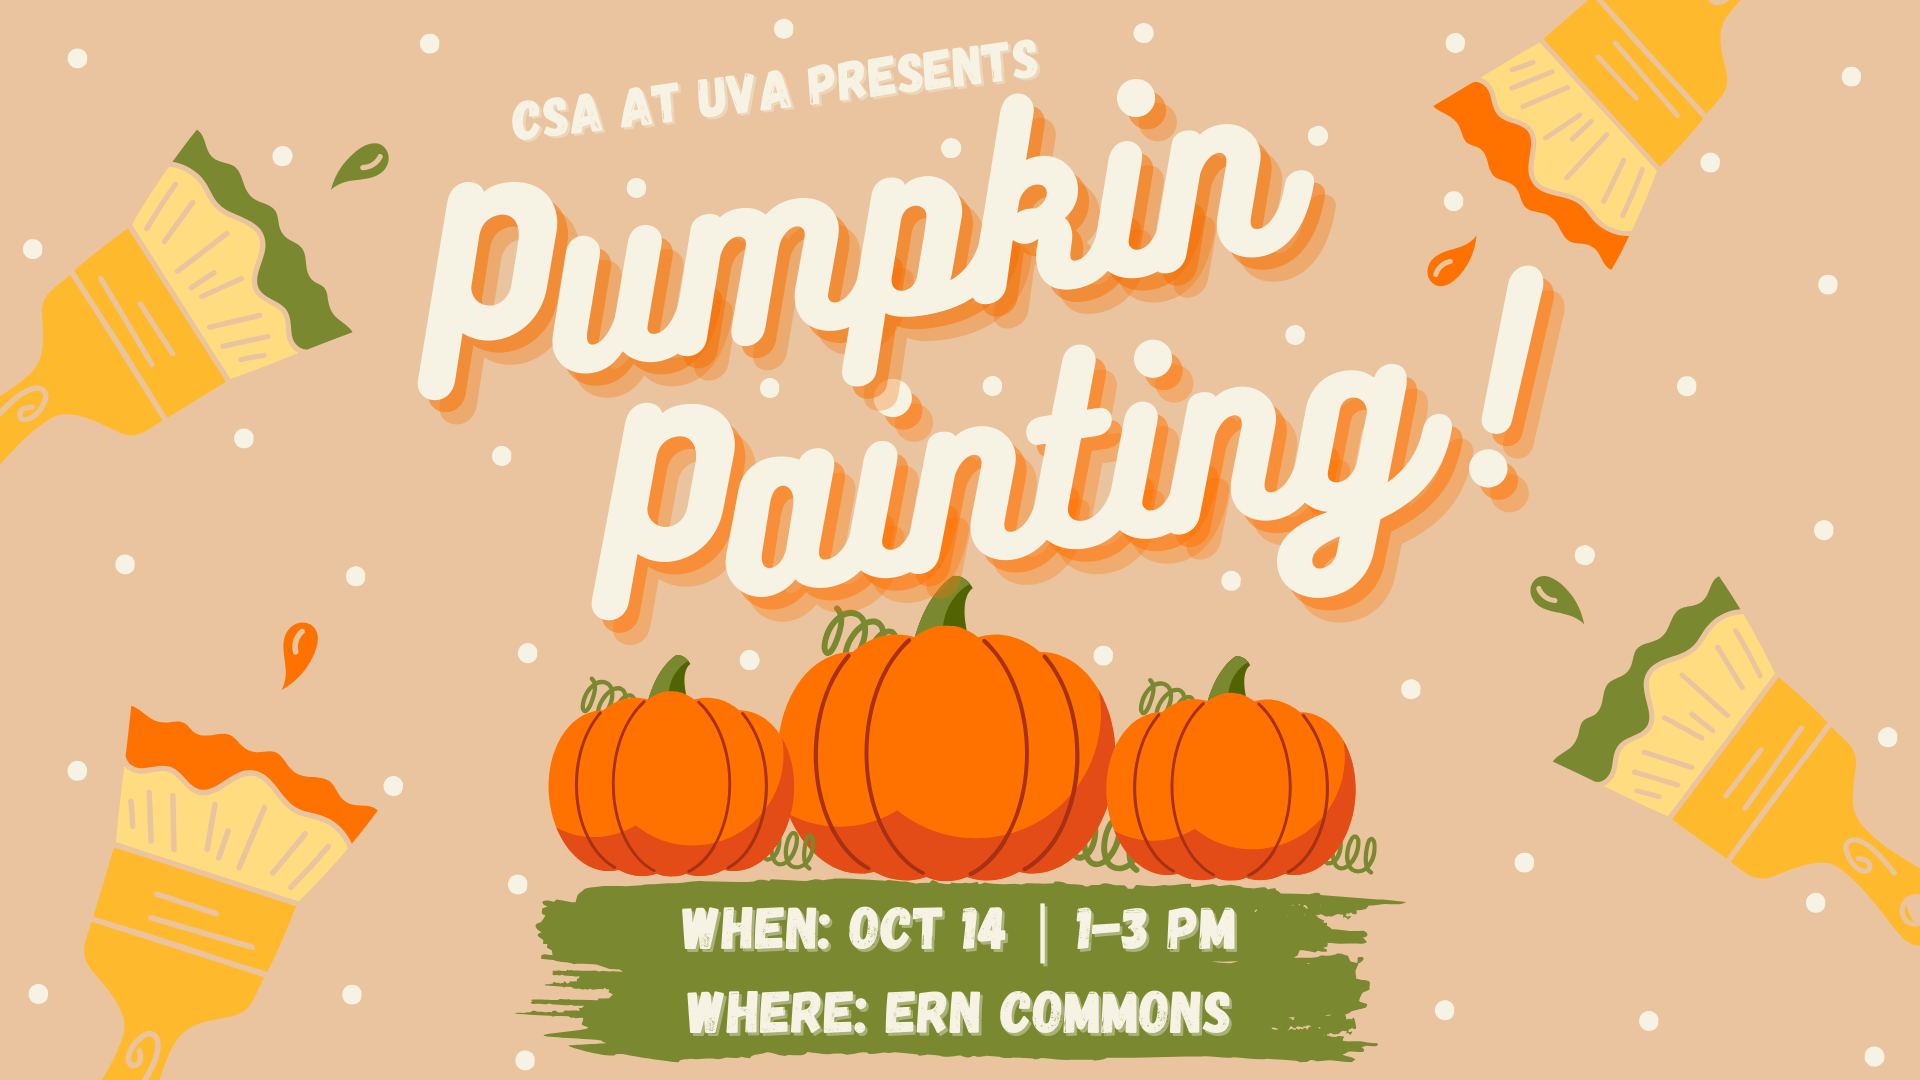 CSA AT UVA PRESENTS
Pumpkin
Painting!
WHEN: OCT 14 | 1-3 PM
WHERE: ERN COMMONS